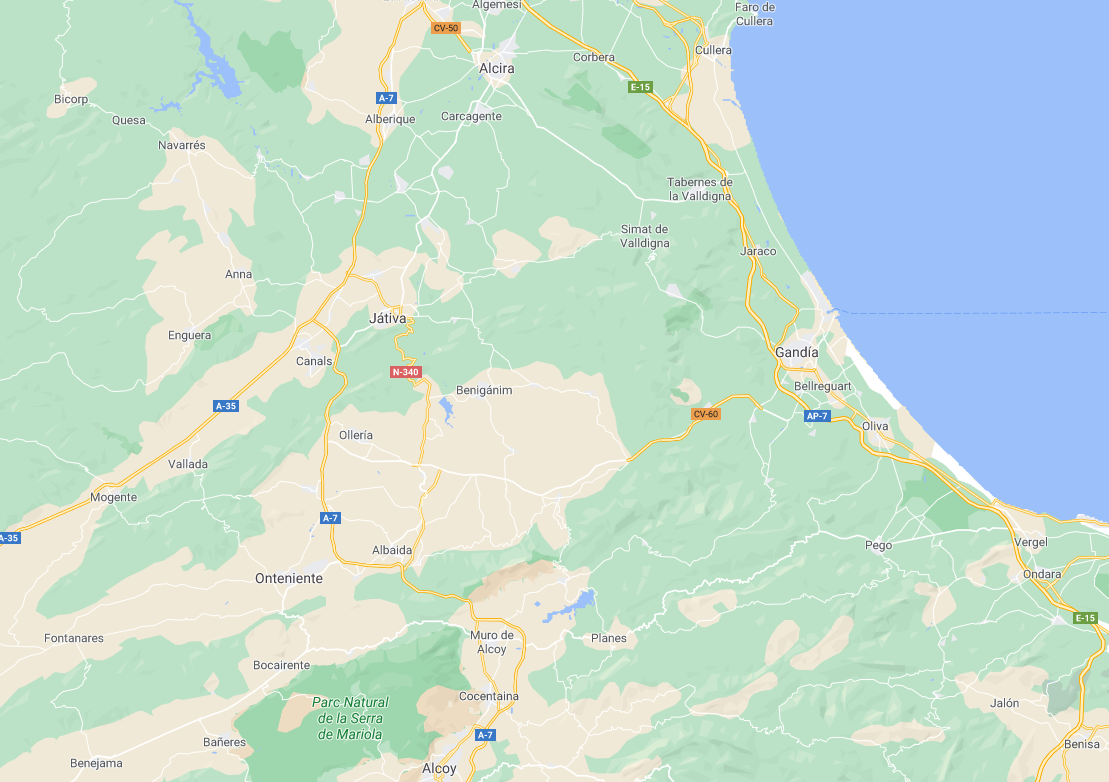 Algemesí
Faro de
Cullera
CV-50
Cullera
Corbera
Alcira
E-15
A-7
Bicorp
Alberique
Carcagente
Quesa
Navarrés
Tabernes de
la Valldigna
Simat de
Valldigna
Jaraco
Anna
Játiva
Enguera
Canals
Gandía
N-340
Benigánim
Bellreguart
A-35
CV-60
AP-7
Oliva
Ollería
Vallada
Mogente
A-7
A-35
Vergel
Pego
Albaida
Onteniente
Ondara
E-15
Fontanares
Muro de
Alcoy
Planes
Bocairente
Cocentaina
Parc Natural
de la Serra
de Mariola
Jalón
A-7
Bañeres
Benisa
Benejama
Alcoy